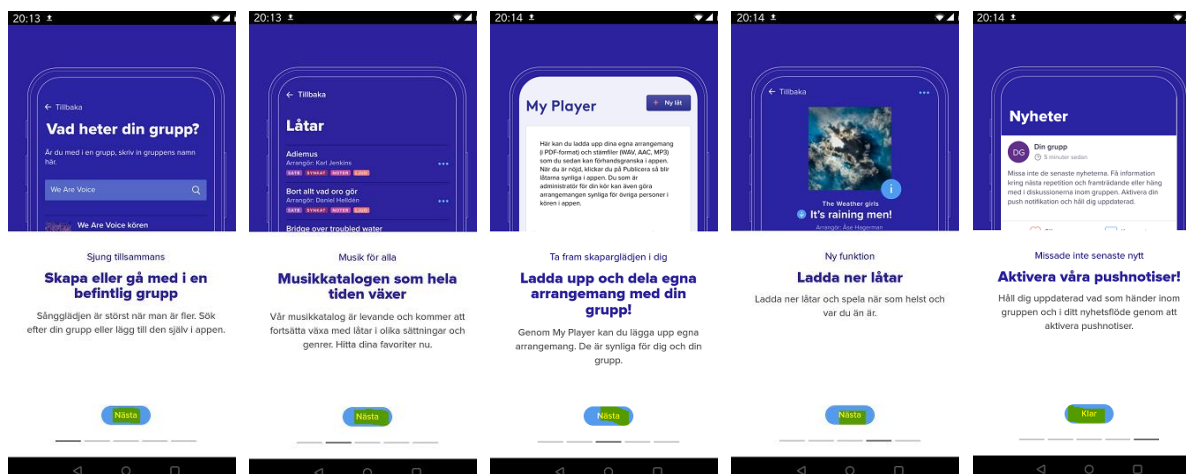 20:13
← Tillbaka
Vad heter din grupp?
Är du med i en grupp, skriv in gruppens namn
här.
We Are Voice
We Are Voice kören
Sjung tillsammans
Skapa eller gå med i en
befintlig grupp
Sångglädjen är störst när man är fler. Sök
efter din grupp eller lägg till den själv i appen.
Nästa
20:13
← Tillbaka
Låtar
Adiemus
Arrangör: Karl Jenkins
SATB SYNKAT NOTER LJUD
Bort allt vad oro gör
Arrangör: Daniel Helldén
SATB SYNKAT NOTER LJUD
Bridge over troubled water
Musik för alla
Musikkatalogen som hela
tiden växer
Vår musikkatalog är levande och kommer att
fortsätta växa med låtar i olika sättningar och
genrer. Hitta dina favoriter nu.
Nästa
20:14
My Player
+ Ny låt
Här kan du ladda upp dina egna arrangemang
(i PDF-format) och stämfiler (WAV, AAC, MP3)
som du sedan kan förhandsgranska i appen.
När du är nöjd, klickar du på Publicera så blir
låtarna synliga i appen. Du som är
administratör för din kör kan även göra
arrangemangen synliga för övriga personer i
kören i appen.
Ta fram skaparglädjen i dig
Ladda upp och dela egna
arrangemang med din
grupp!
Genom My Player kan du lägga upp egna
arrangemang. De är synliga för dig och din
grupp.
Nästa
20:14
← Tillbaka
The Weather girls
It's raining men!
Arrangör: Åke Hagerman
Ny funktion
Ladda ner låtar
Ladda ner låtar och spela när som helst och
var du än är.
Nästa
20:14
Nyheter
DG
Din grupp
5 minuter sedan
Missa inte de senaste nyheterna. Få information
kring nästa repetition och framträdande eller häng
med i diskussionerna inom gruppen. Aktivera din
push notifikation och håll dig uppdaterad.
Missade inte senaste nytt
Aktivera våra pushnotiser!
Håll dig uppdaterad vad som händer inom
gruppen och i ditt nyhetsflöde genom att
aktivera pushnotiser.
Klar